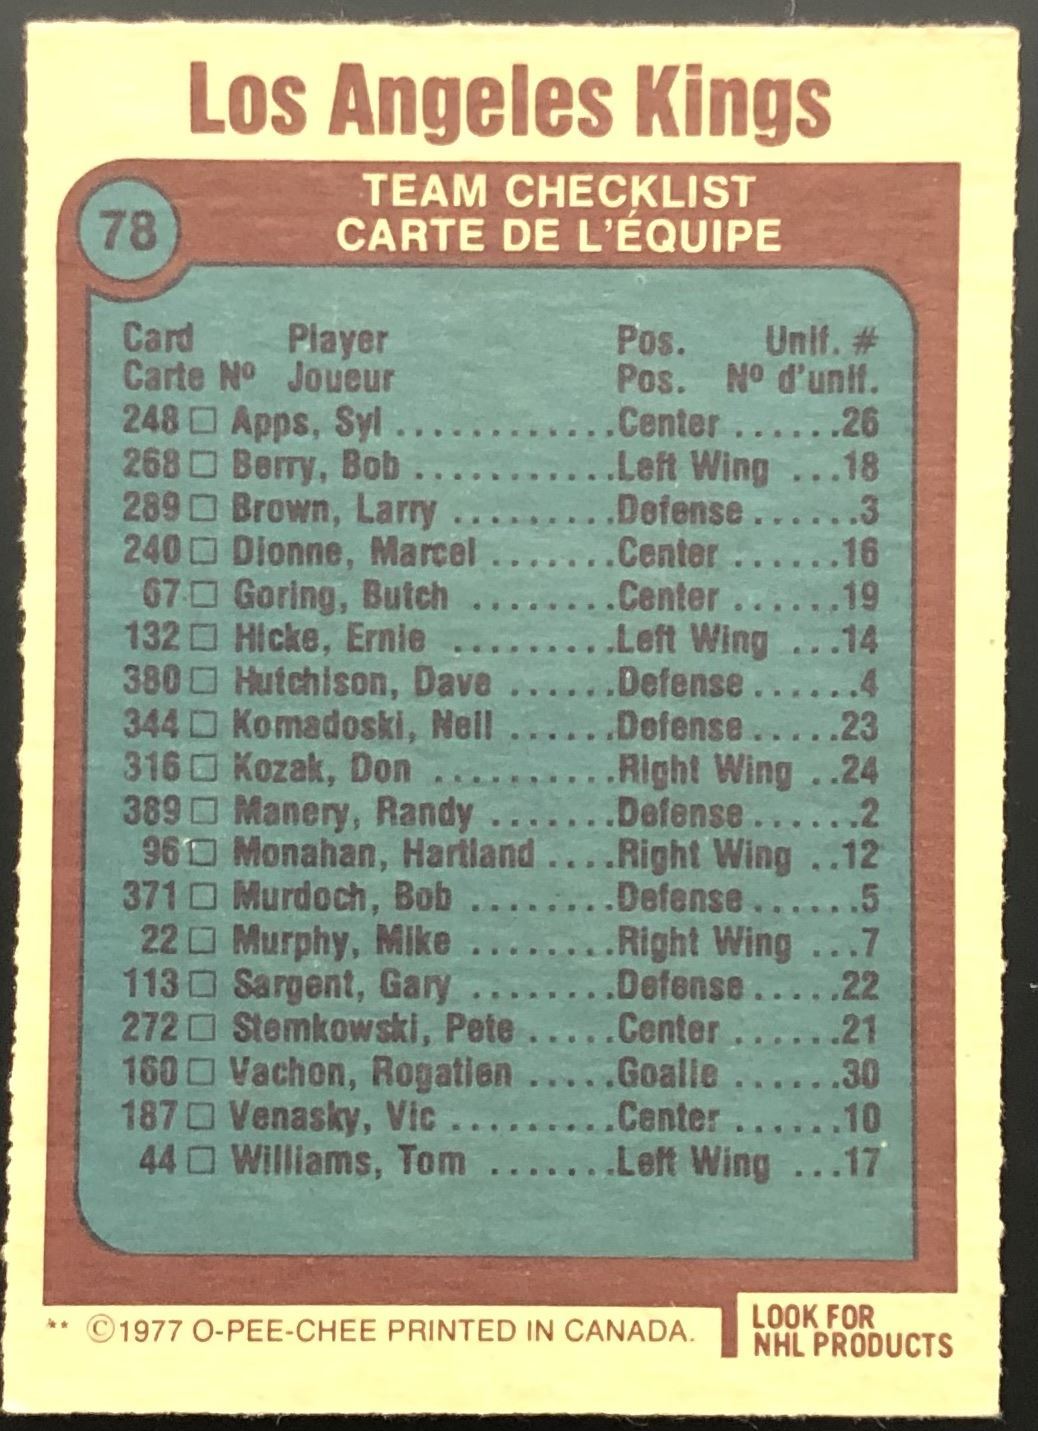 Los Angeles Kings
78
TEAM CHECKLIST
CARTE DE L'ÉQUIPE
Card Player Pos. Unif. #
Carte Nº Joueur Pos. Nº d'unif.
248 □ Apps, Syl .............Center ......26
268 □ Berry, Bob ............Left Wing ...18
289 □ Brown, Larry .........Defense ......3
240 □ Dionne, Marcel .......Center ......16
67 □ Goring, Butch ........Center ......19
132 □ Hicke, Ernie .........Left Wing ...14
380 □ Hutchison, Dave ......Defense ......4
344 □ Komadoski, Neil ......Defense .....23
316 □ Kozak, Don ..........Right Wing ..24
389 □ Manery, Randy .......Defense ......2
96 □ Monahan, Hartland ....Right Wing ..12
371 □ Murdoch, Bob ........Defense ......5
22 □ Murphy, Mike ........Right Wing ...7
113 □ Sargent, Gary ........Defense .....22
272 □ Stemkowski, Pete .....Center ......21
160 □ Vachon, Rogatien .....Goalie ......30
187 □ Venasky, Vic .........Center ......10
44 □ Williams, Tom .......Left Wing ...17
** ©1977 O-PEE-CHEE PRINTED IN CANADA.
LOOK FOR
NHL PRODUCTS